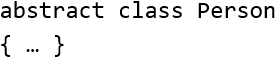 abstract class Person
{ … }